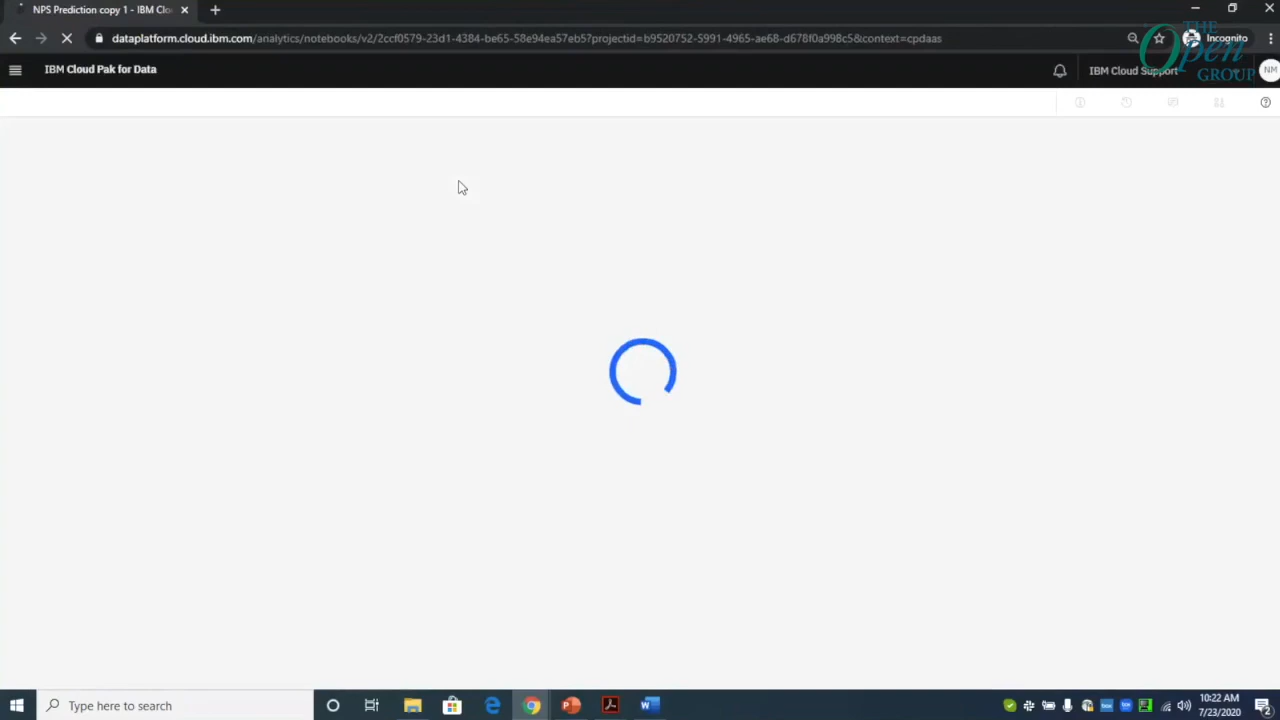 NPS Prediction copy 1 - IBM Clo
dataplatform.cloud.ibm.com/analytics/notebooks/v2/2ccf0579-23d1-4384-be65-58e94ea57eb5?projectid=b9520752-5991-4965-ae68-d678f0a998c5&context=cpdaas
Incognito
THE
Open
GROUP
IBM Cloud Pak for Data
IBM Cloud Support
NM
Type here to search
10:22 AM
7/23/2020
2